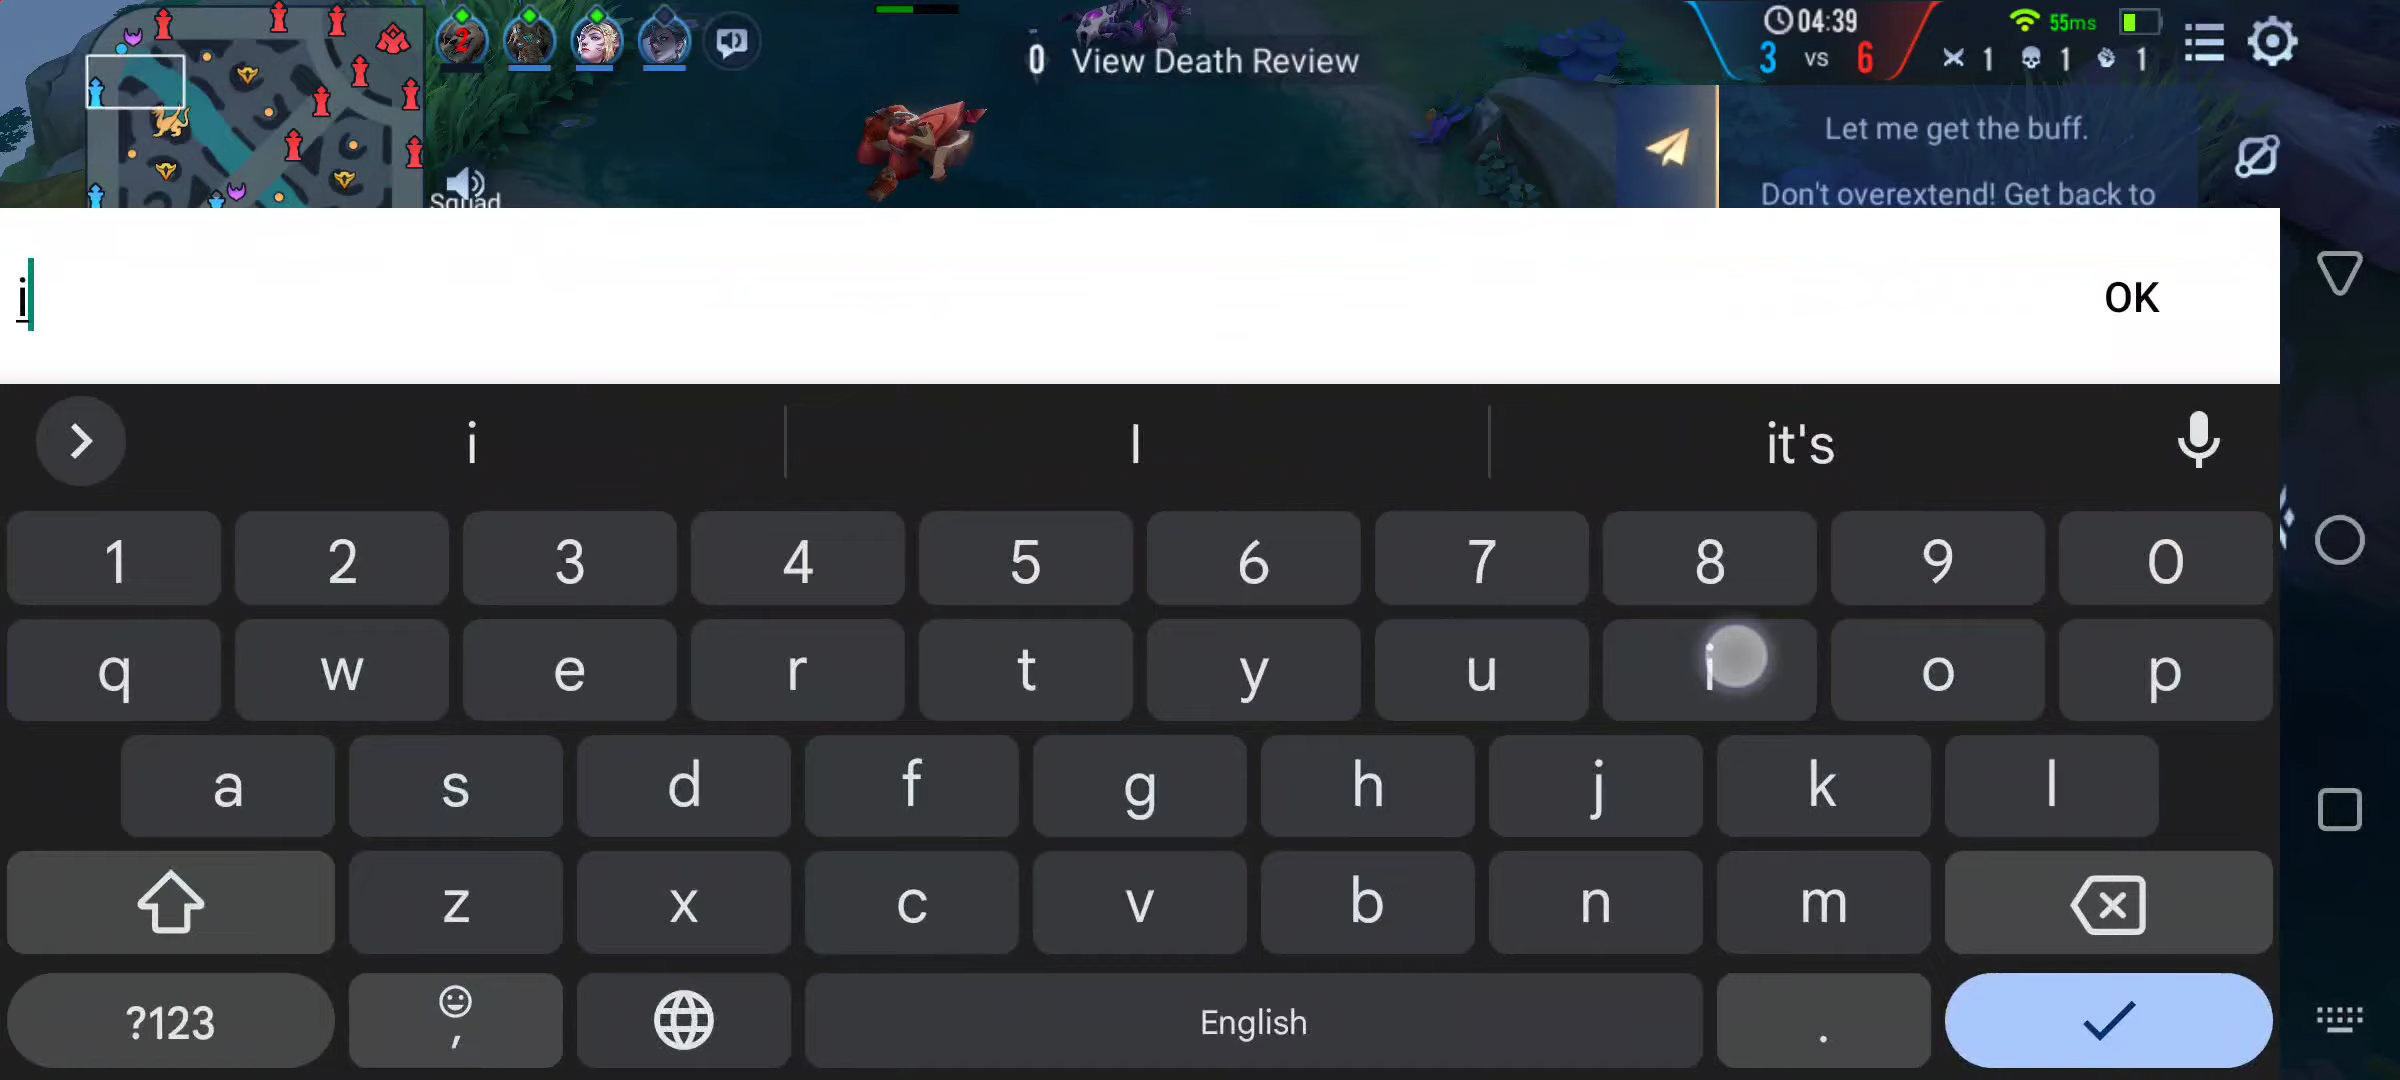 2
0 View Death Review
04:39
3 vs 6
55ms
1 1 1
Let me get the buff.
Don't overextend! Get back to
Squad
i
OK
i I it's
1 2 3 4 5 6 7 8 9 0
q w e r t y u i o p
a s d f g h j k l
z x c v b n m
?123 , English .